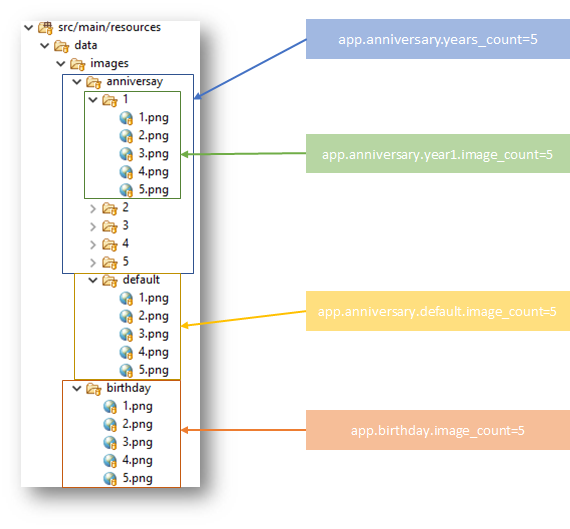 src/main/resources
data
images
anniversay
1
1.png
2.png
3.png
4.png
5.png
2
3
4
5
default
1.png
2.png
3.png
4.png
5.png
birthday
1.png
2.png
3.png
4.png
5.png
app.anniversary.years_count=5
app.anniversary.year1.image_count=5
app.anniversary.default.image_count=5
app.birthday.image_count=5